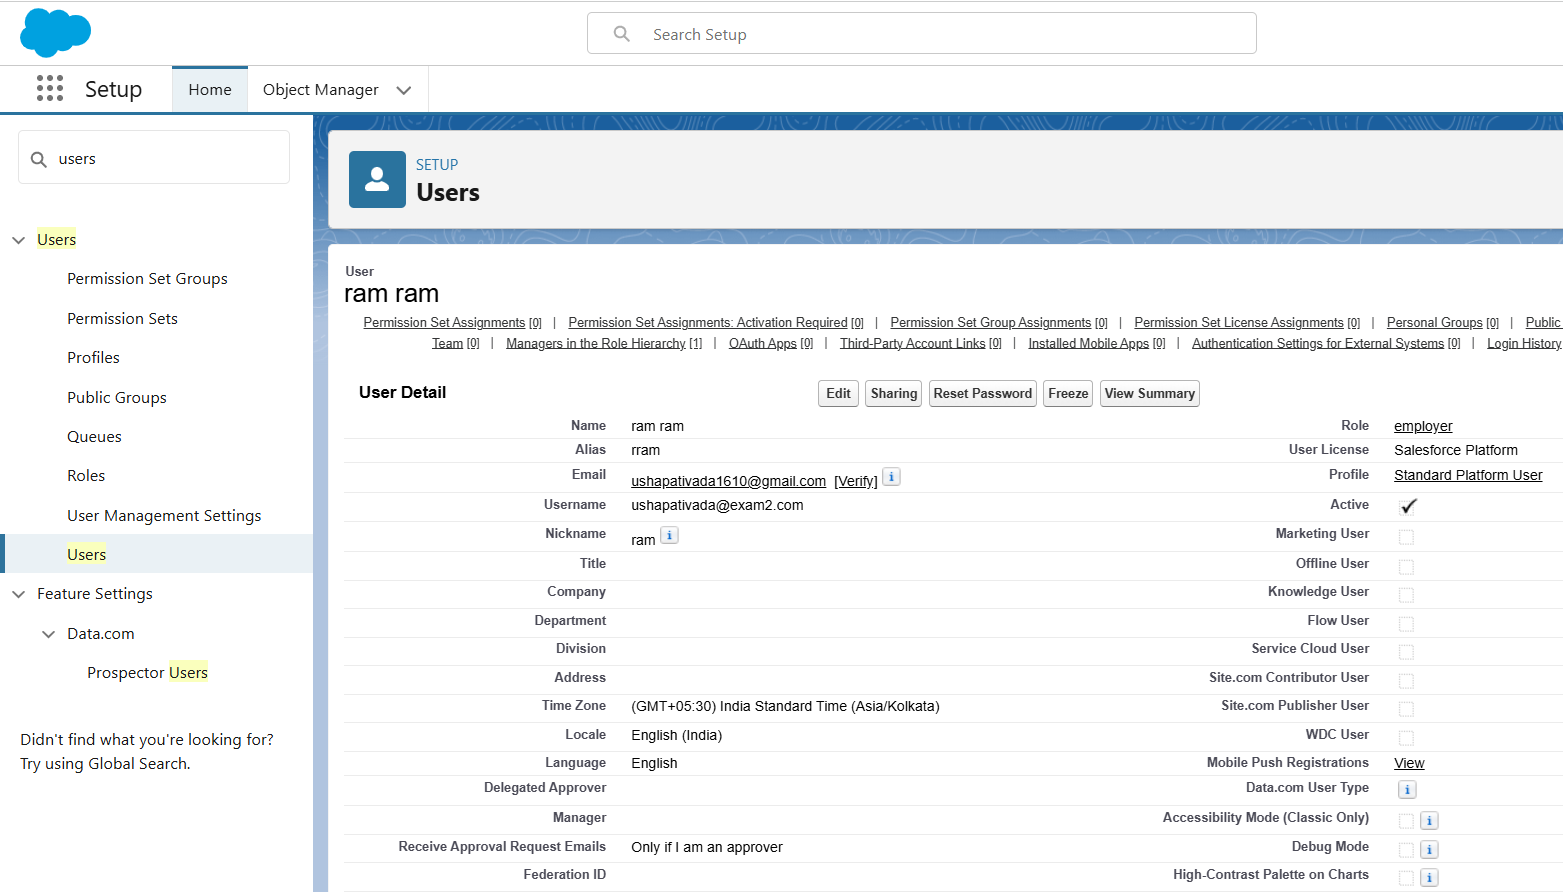 Search Setup
Setup
Home
Object Manager
users
Users
Permission Set Groups
Permission Sets
Profiles
Public Groups
Queues
Roles
User Management Settings
Users
Feature Settings
Data.com
Prospector Users
Didn't find what you're looking for?
Try using Global Search.
SETUP
Users
User
ram ram
Permission Set Assignments [0] | Permission Set Assignments: Activation Required [0] | Permission Set Group Assignments [0] | Permission Set License Assignments [0] | Personal Groups [0] | Public
Team [0] | Managers in the Role Hierarchy [1] | OAuth Apps [0] | Third-Party Account Links [0] | Installed Mobile Apps [0] | Authentication Settings for External Systems [0] | Login History
User Detail Edit Sharing Reset Password Freeze View Summary
Name ram ram Role employer
Alias rram User License Salesforce Platform
Email ushapativada1610@gmail.com [Verify] i Profile Standard Platform User
Username ushapativada@exam2.com Active
Nickname ram i Marketing User
Title Offline User
Company Knowledge User
Department Flow User
Division Service Cloud User
Address Site.com Contributor User
Time Zone (GMT+05:30) India Standard Time (Asia/Kolkata) Site.com Publisher User
Locale English (India) WDC User
Language English Mobile Push Registrations View
Delegated Approver Data.com User Type i
Manager Accessibility Mode (Classic Only) i
Receive Approval Request Emails Only if I am an approver Debug Mode i
Federation ID High-Contrast Palette on Charts i